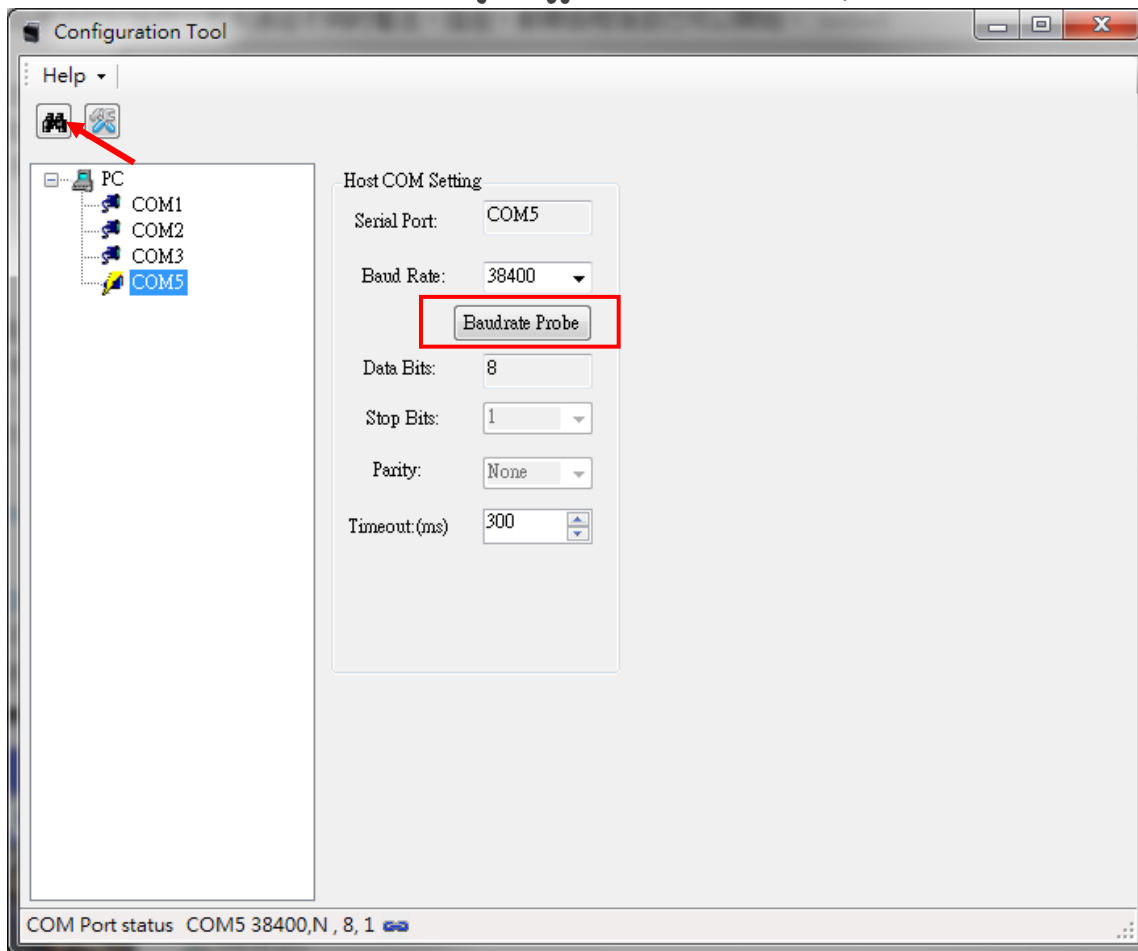 Configuration Tool
Help
PC
COM1
COM2
COM3
COM5
Host COM Setting
Serial Port: COM5
Baud Rate: 38400
Baudrate Probe
Data Bits: 8
Stop Bits: 1
Parity: None
Timeout:(ms) 300
COM Port status COM5 38400,N , 8, 1